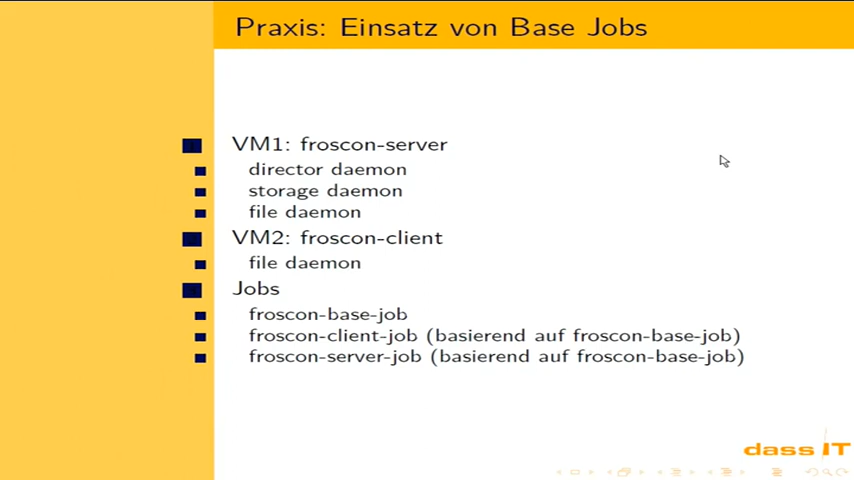 Praxis: Einsatz von Base Jobs
VM1: froscon-server
director daemon
storage daemon
file daemon
VM2: froscon-client
file daemon
Jobs
froscon-base-job
froscon-client-job (basierend auf froscon-base-job)
froscon-server-job (basierend auf froscon-base-job)
dass IT